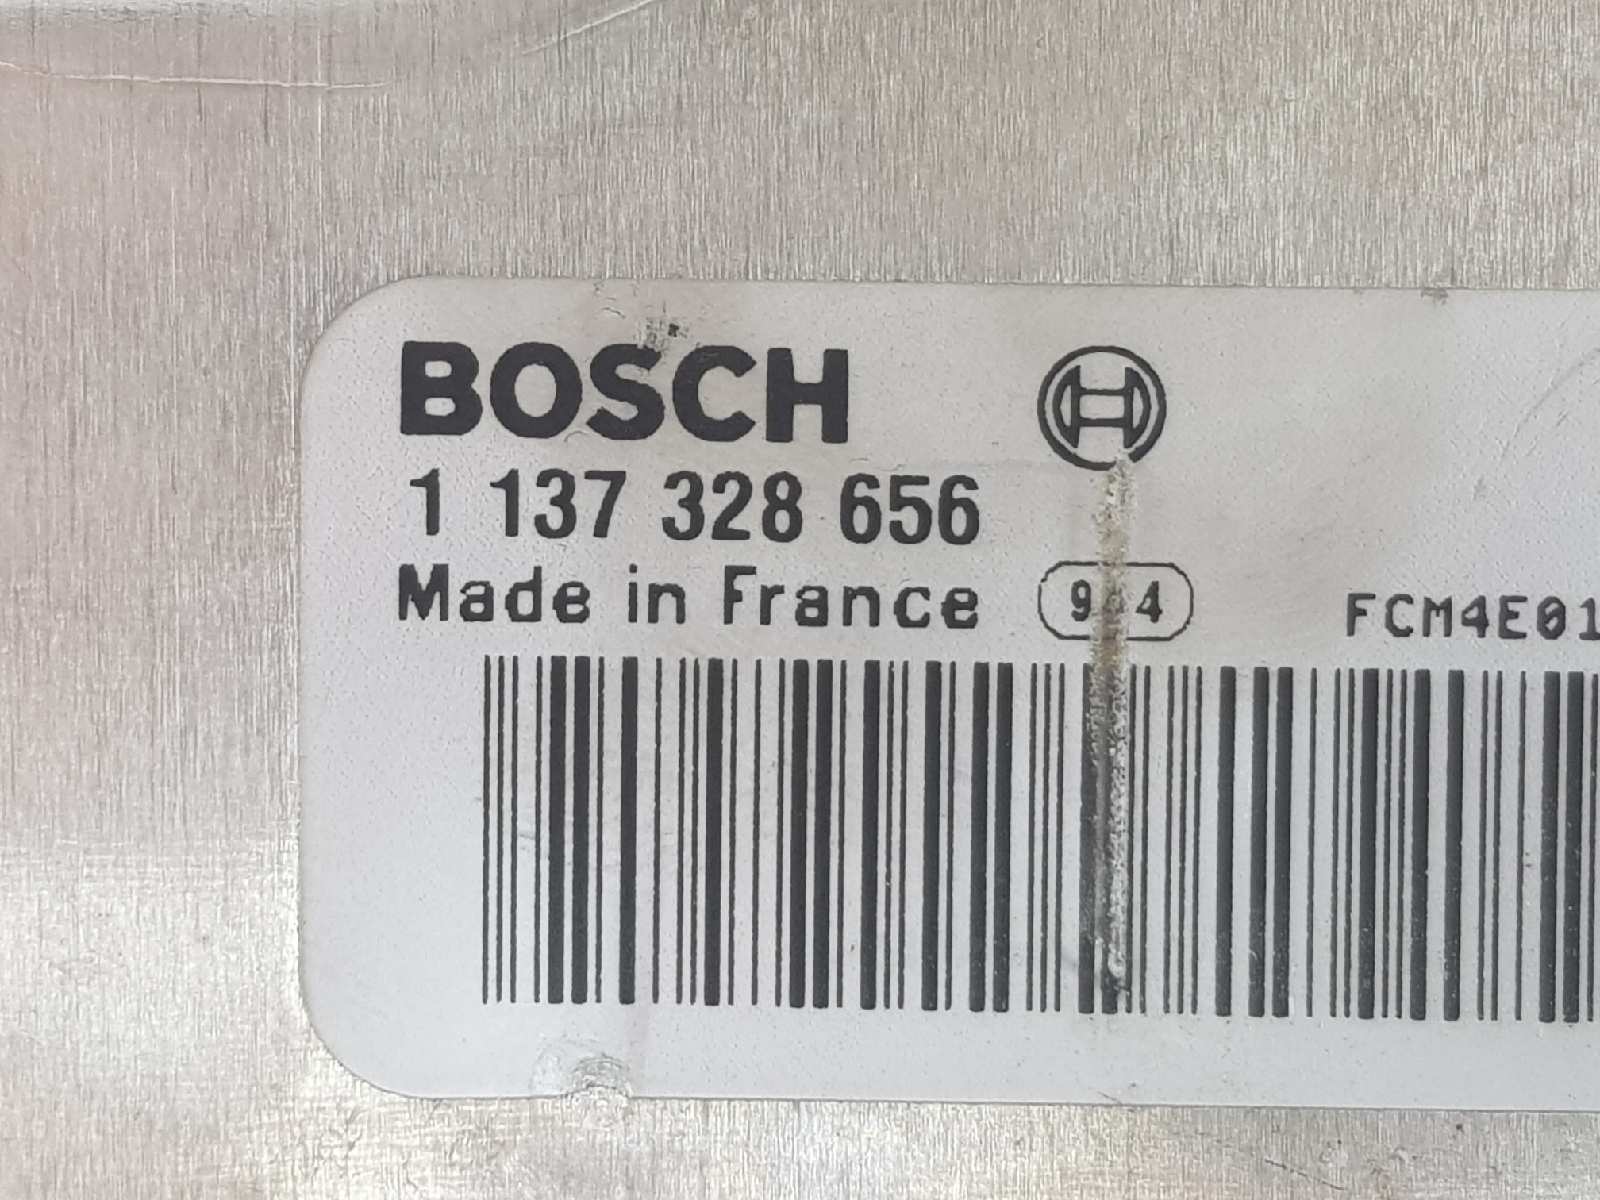 BOSCH
1 137 328 656
Made in France FCM4E01